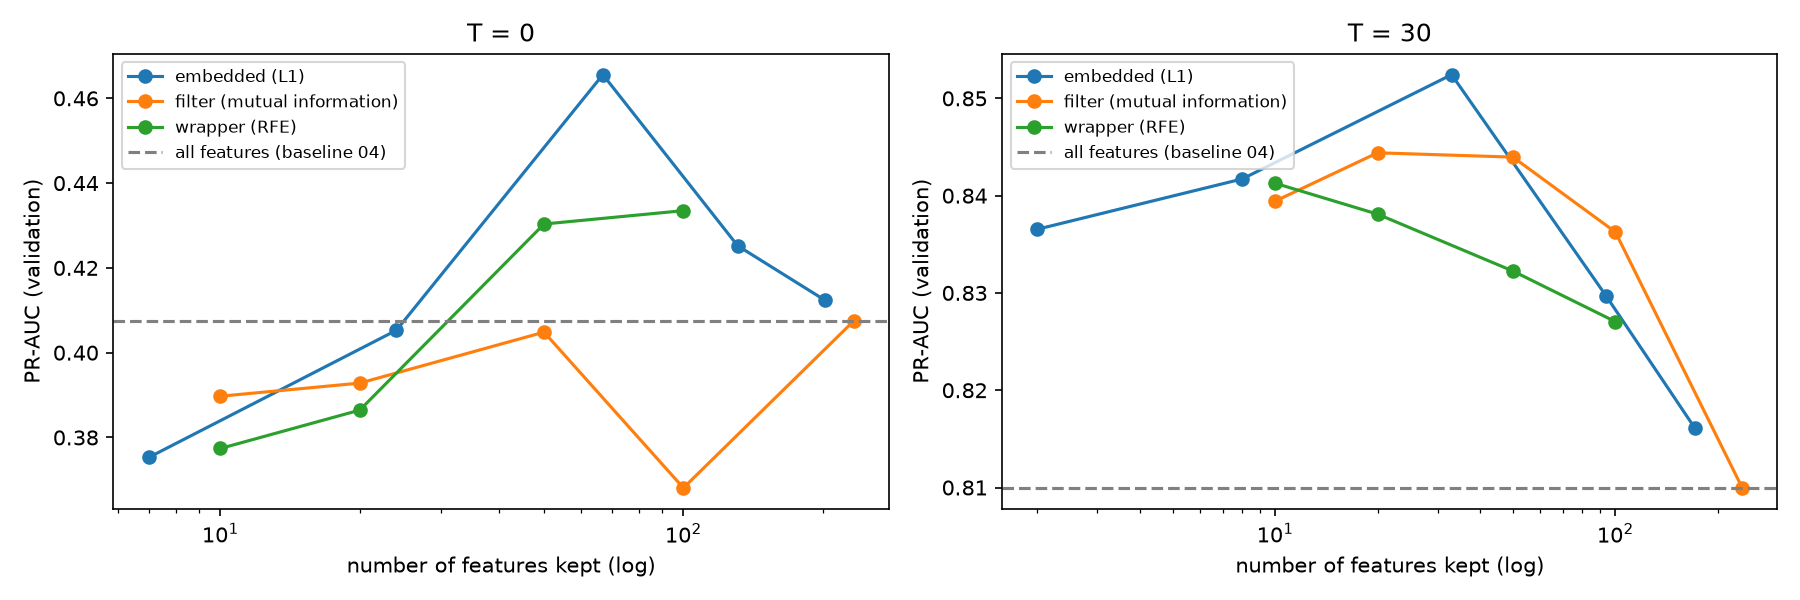 T = 0
PR-AUC (validation)
0.46
0.44
0.42
0.40
0.38
embedded (L1)
filter (mutual information)
wrapper (RFE)
all features (baseline 04)
10¹
10²
number of features kept (log)
T = 30
PR-AUC (validation)
0.85
0.84
0.83
0.82
0.81
embedded (L1)
filter (mutual information)
wrapper (RFE)
all features (baseline 04)
10¹
10²
number of features kept (log)